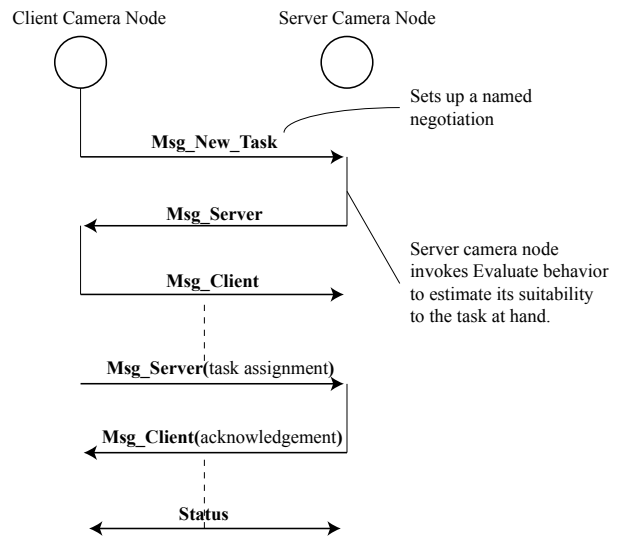 Client Camera Node
Server Camera Node
Sets up a named
negotiation
Msg_New_Task
Msg_Server
Server camera node
invokes Evaluate behavior
to estimate its suitability
to the task at hand.
Msg_Client
Msg_Server(task assignment)
Msg_Client(acknowledgement)
Status